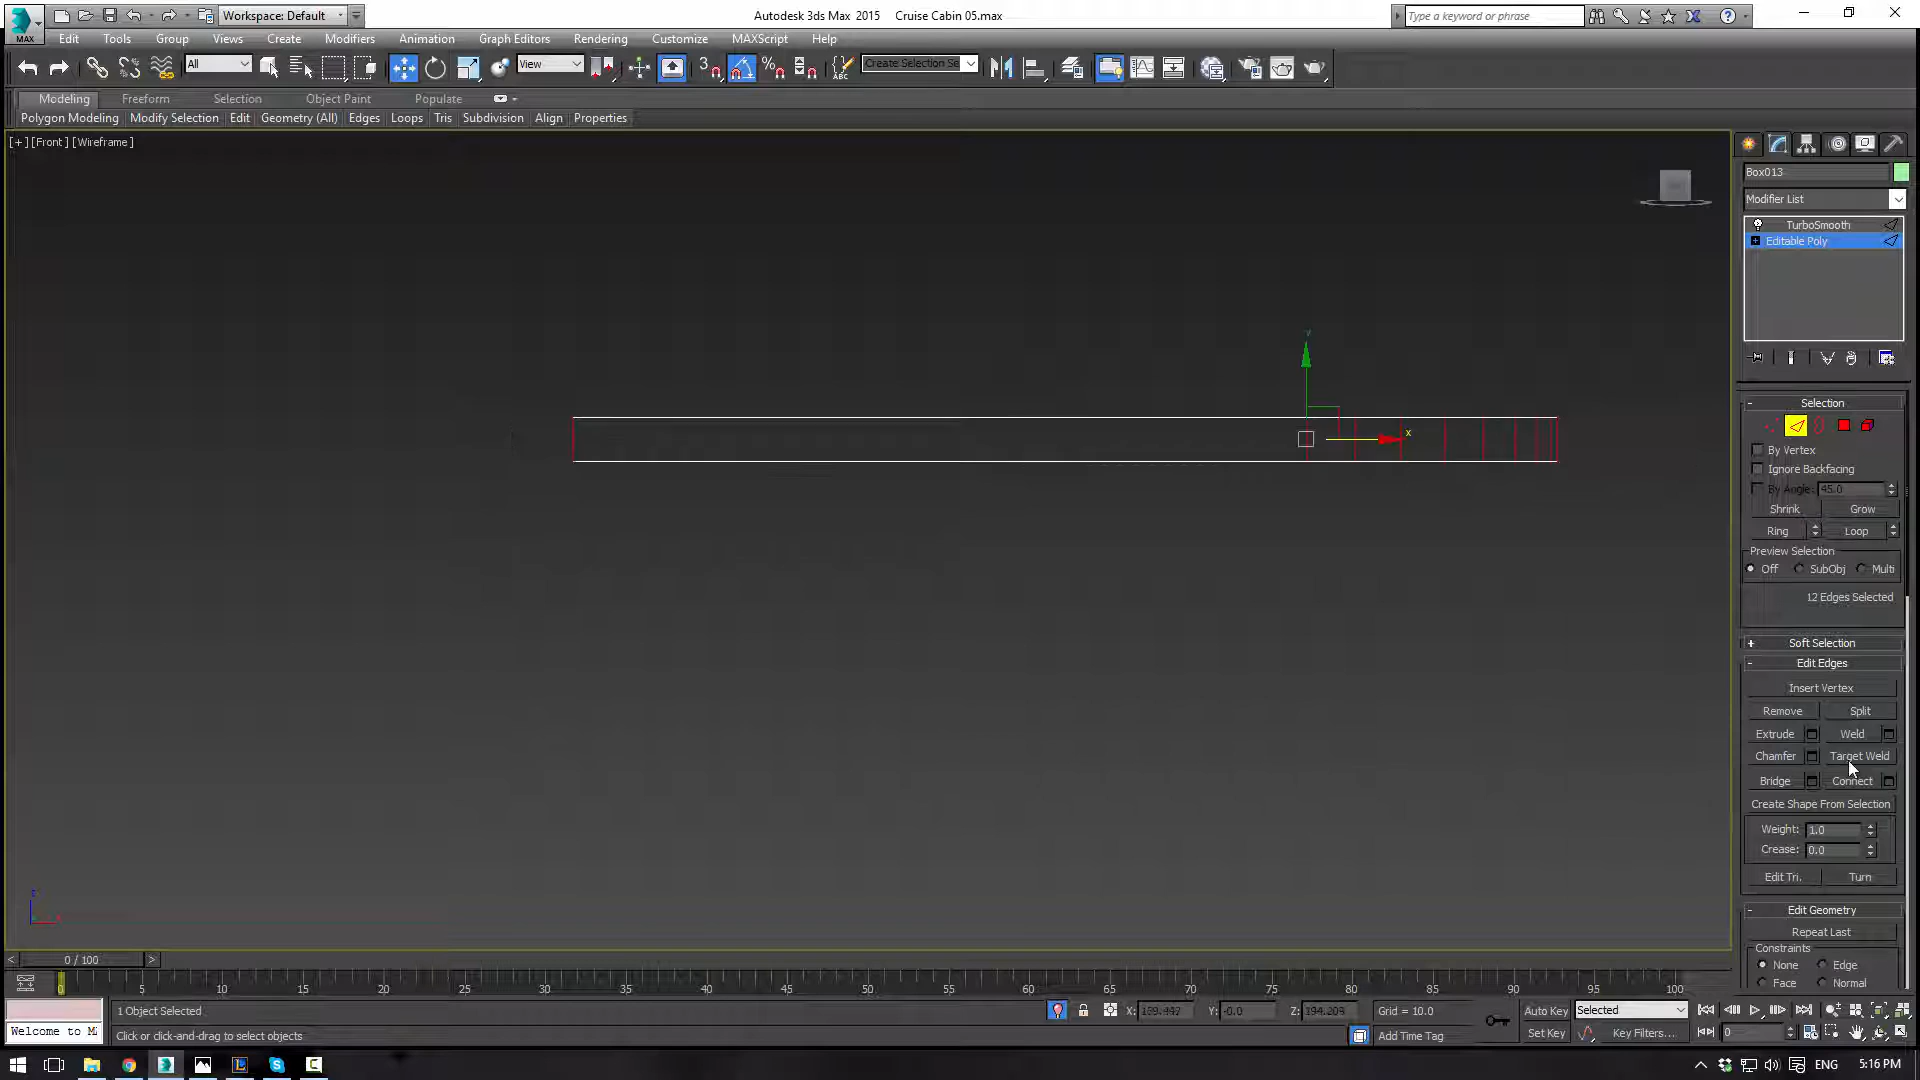 Workspace: Default
Autodesk 3ds Max 2015 Cruise Cabin 05.max
Type a keyword or phrase
MAX
Edit Tools Group Views Create Modifiers Animation Graph Editors Rendering Customize MAXScript Help
All
View
3
Create Selection Se
Modeling Freeform Selection Object Paint Populate
Polygon Modeling Modify Selection Edit Geometry (All) Edges Loops Tris Subdivision Align Properties
[+][Front][Wireframe]
Box013
Modifier List
TurboSmooth
Editable Poly
Selection
By Vertex
Ignore Backfacing
By Angle: 45.0
Shrink Grow
Ring Loop
Preview Selection
Off SubObj Multi
12 Edges Selected
Soft Selection
Edit Edges
Insert Vertex
Remove Split
Extrude Weld
Chamfer Target Weld
Bridge Connect
Create Shape From Selection
Weight: 1.0
Crease: 0.0
Edit Tri. Turn
Edit Geometry
Repeat Last
Constraints
None Edge
Face Normal
x
0 / 100
0 5 10 15 20 25 30 35 40 45 50 55 60 65 70 75 80 85 90 95 100
1 Object Selected
X: Y: -0.0 Z: 194.209 Grid = 10.0
Auto Key Selected
Welcome to M
Click or click-and-drag to select objects
Add Time Tag
Set Key Key Filters... 0
ENG 5:16 PM